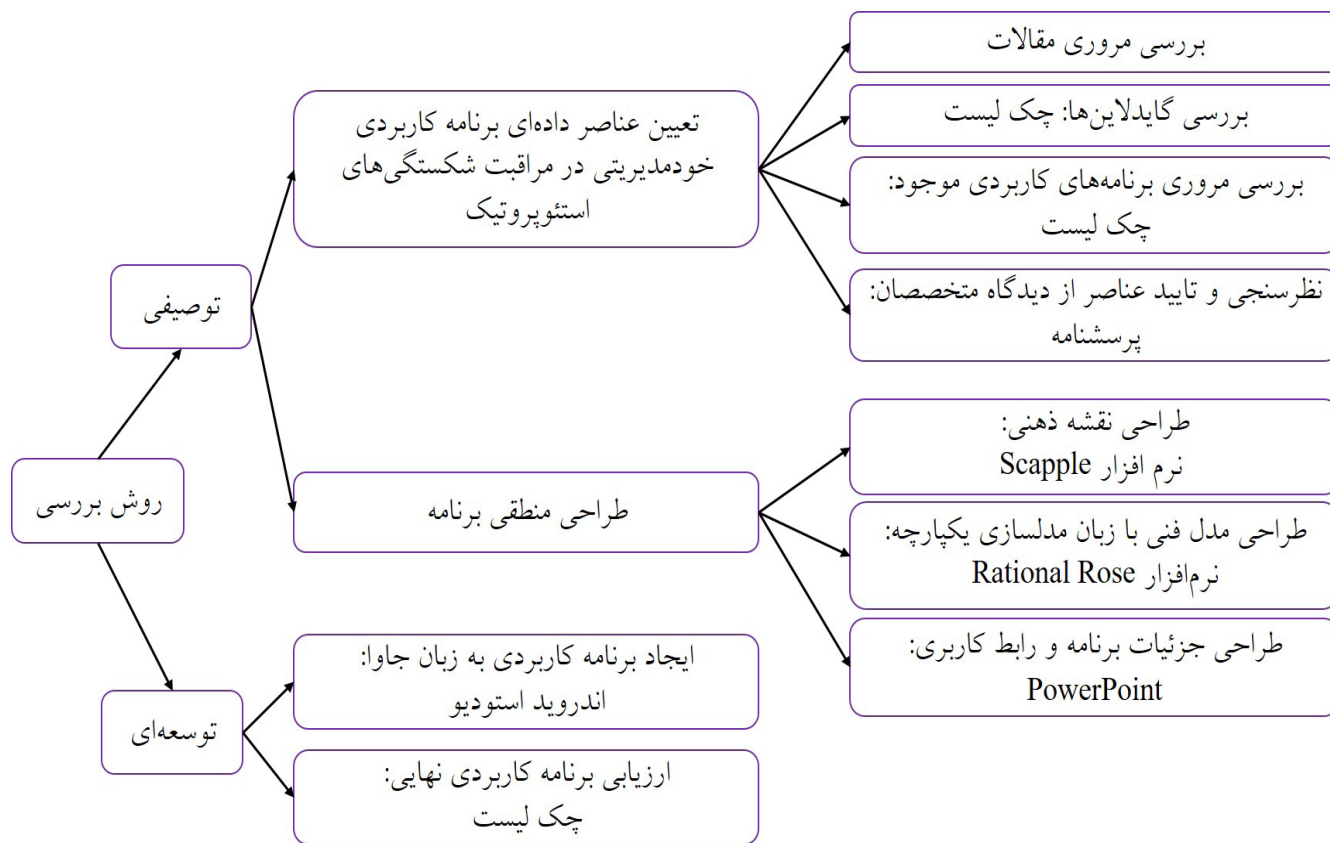 روش بررسی
توصیفی
تعیین عناصر داده‌ای برنامه کاربردی
خودمدیریتی در مراقبت شکستگی‌های
استئوپروتیک
بررسی مروری مقالات
بررسی گایدلاین‌ها: چک لیست
بررسی مروری برنامه‌های کاربردی موجود:
چک لیست
نظرسنجی و تایید عناصر از دیدگاه متخصصان:
پرسشنامه
طراحی منطقی برنامه
طراحی نقشه ذهنی:
نرم افزار Scapple
طراحی مدل فنی با زبان مدلسازی یکپارچه:
نرم‌افزار Rational Rose
طراحی جزئیات برنامه و رابط کاربری:
PowerPoint
توسعه‌ای
ایجاد برنامه کاربردی به زبان جاوا:
اندروید استودیو
ارزیابی برنامه کاربردی نهایی:
چک لیست